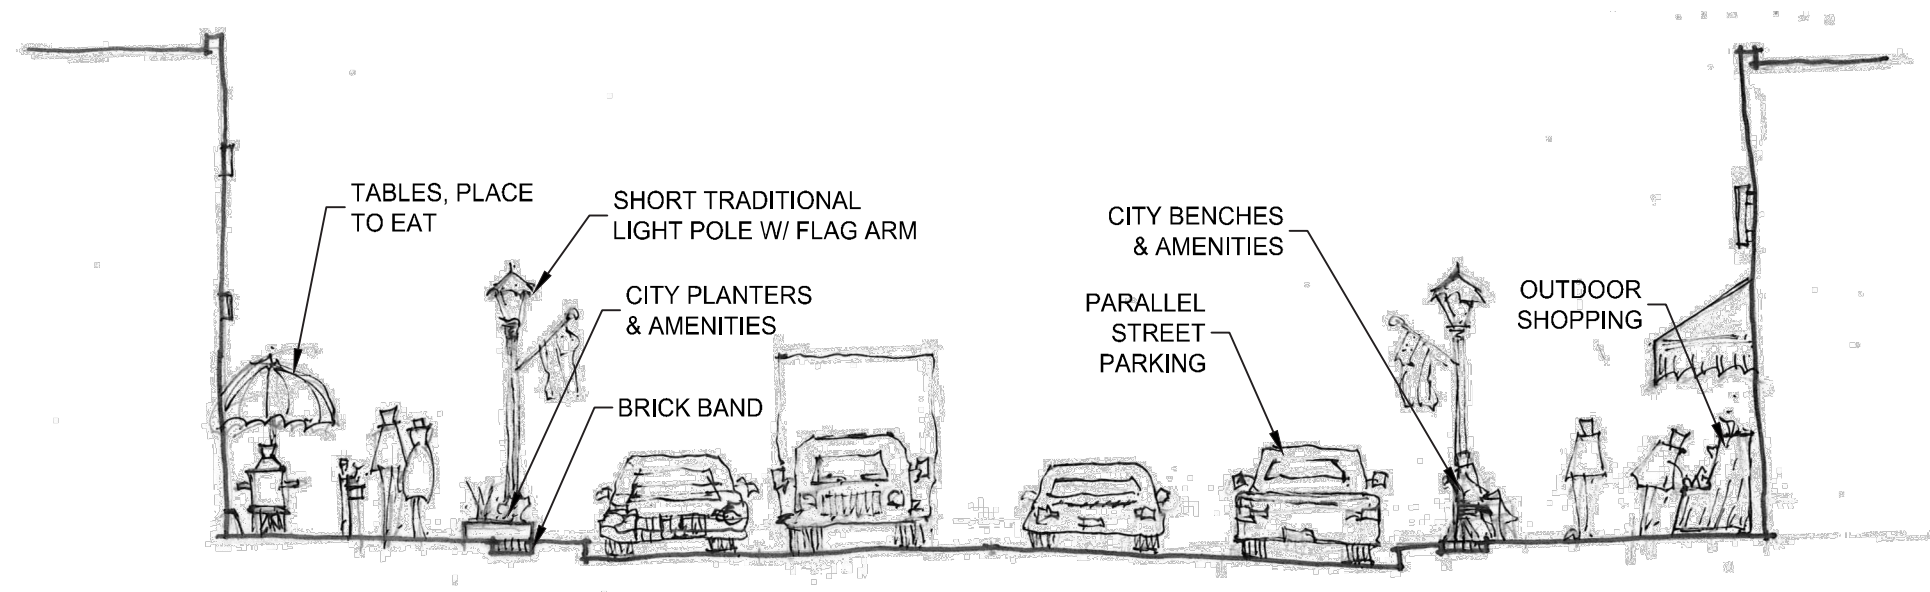 TABLES, PLACE
TO EAT
SHORT TRADITIONAL
LIGHT POLE W/ FLAG ARM
CITY PLANTERS
& AMENITIES
BRICK BAND
CITY BENCHES
& AMENITIES
PARALLEL
STREET
PARKING
OUTDOOR
SHOPPING